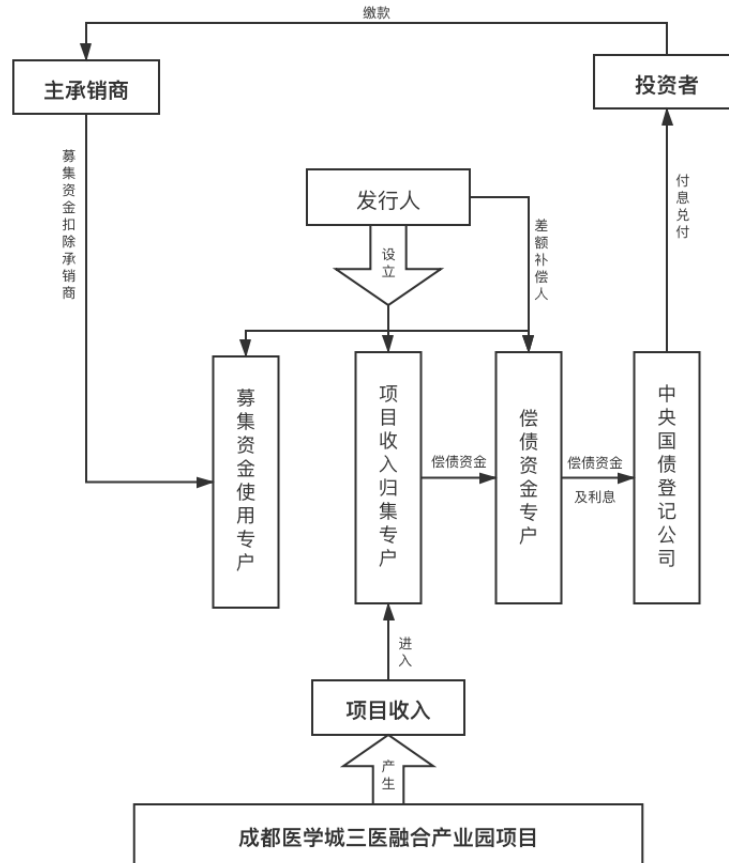 缴款
主承销商
投资者
募集资金扣除承销商
付息兑付
发行人
设立
差额补偿人
募集资金使用专户
项目收入归集专户
偿债资金
偿债资金专户
偿债资金
及利息
中央国债登记公司
进入
项目收入
产生
成都医学城三医融合产业园项目